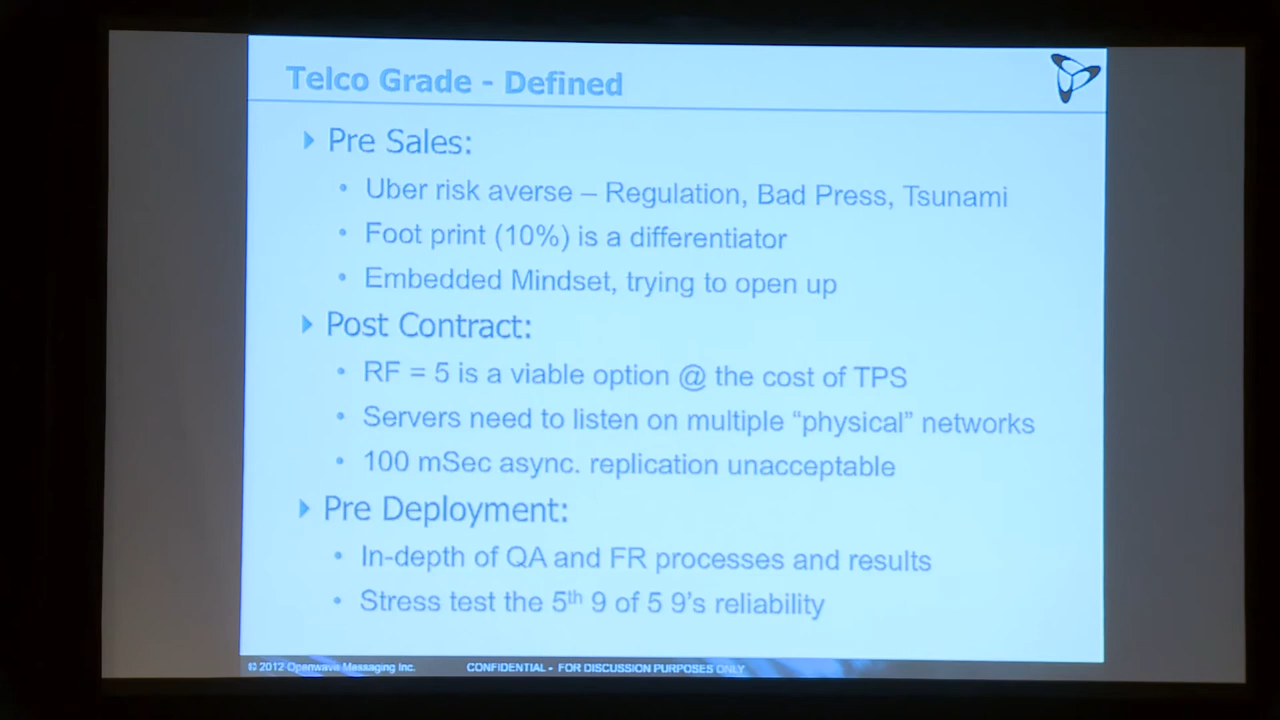 Telco Grade - Defined
Pre Sales:
Uber risk averse – Regulation, Bad Press, Tsunami
Foot print (10%) is a differentiator
Embedded Mindset, trying to open up
Post Contract:
RF = 5 is a viable option @ the cost of TPS
Servers need to listen on multiple “physical” networks
100 mSec async. replication unacceptable
Pre Deployment:
In-depth of QA and FR processes and results
Stress test the 5th 9 of 5 9’s reliability
© 2012 Openwave Messaging Inc. CONFIDENTIAL - FOR DISCUSSION PURPOSES ONLY